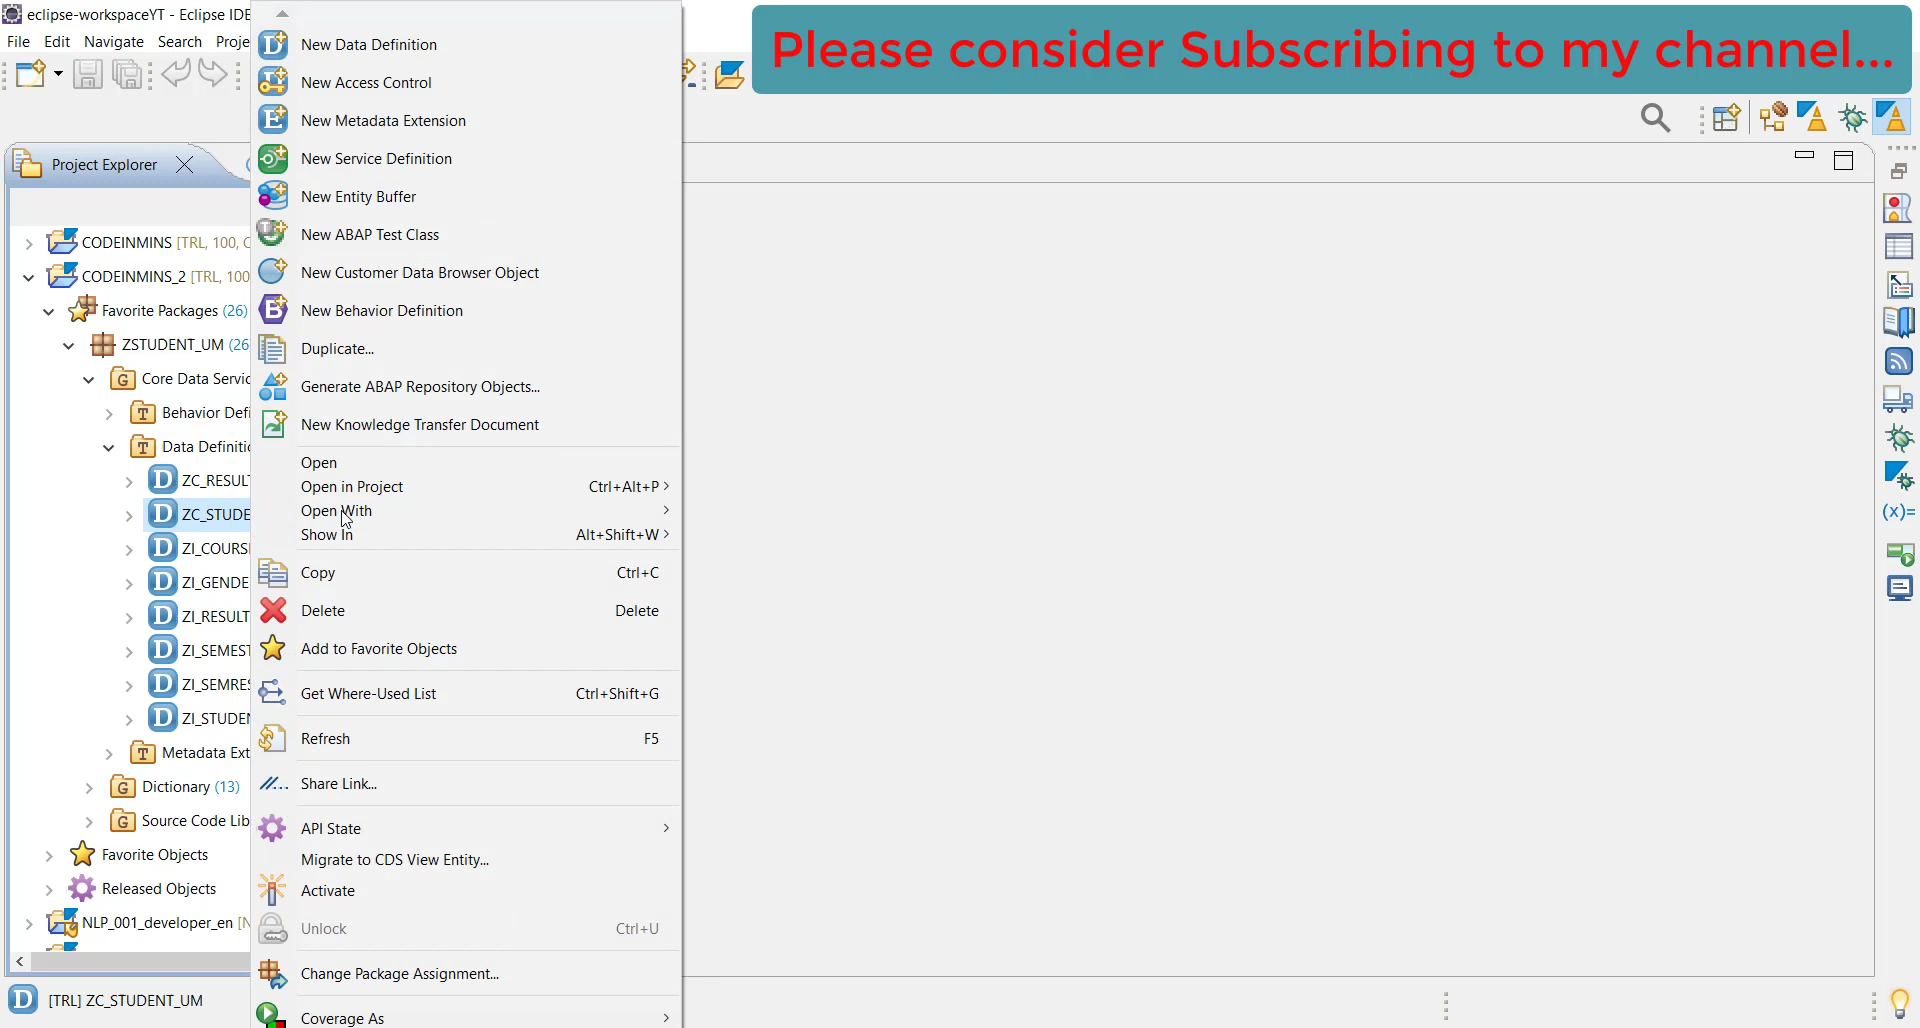 eclipse-workspaceYT - Eclipse IDE
Please consider Subscribing to my channel...
File Edit Navigate Search Proje
Project Explorer
CODEINMINS [TRL, 100, C
CODEINMINS_2 [TRL, 100
Favorite Packages (26)
ZSTUDENT_UM (26
Core Data Servic
Behavior Defi
Data Definitic
ZC_RESUL
ZC_STUDE
ZI_COURS
ZI_GENDE
ZI_RESULT
ZI_SEMEST
ZI_SEMRES
ZI_STUDEN
Metadata Ext
Dictionary (13)
Source Code Lib
Favorite Objects
Released Objects
NLP_001_developer_en [N
[TRL] ZC_STUDENT_UM
New Data Definition
New Access Control
New Metadata Extension
New Service Definition
New Entity Buffer
New ABAP Test Class
New Customer Data Browser Object
New Behavior Definition
Duplicate...
Generate ABAP Repository Objects...
New Knowledge Transfer Document
Open
Open in Project Ctrl+Alt+P
Open With
Show In Alt+Shift+W
Copy Ctrl+C
Delete Delete
Add to Favorite Objects
Get Where-Used List Ctrl+Shift+G
Refresh F5
Share Link...
API State
Migrate to CDS View Entity...
Activate
Unlock Ctrl+U
Change Package Assignment...
Coverage As
(x)=